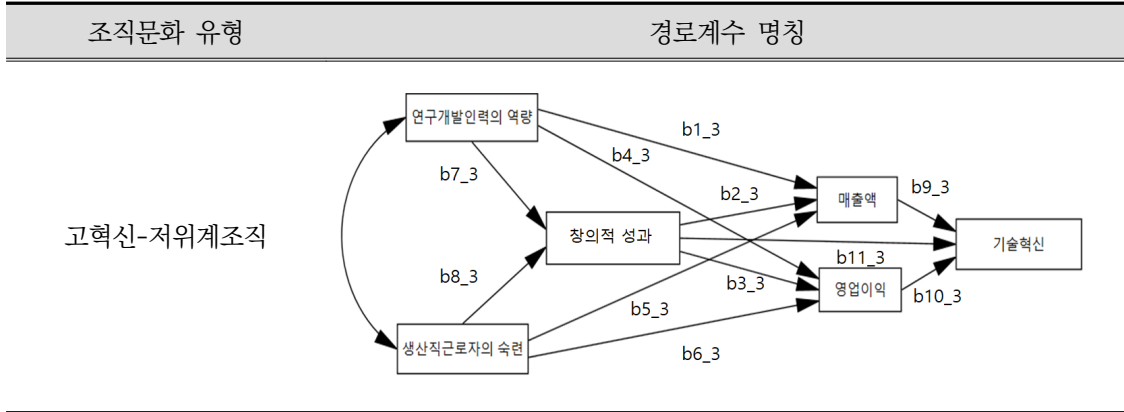 조직문화 유형
경로계수 명칭
고혁신-저위계조직
연구개발인력의 역량
b1_3
b4_3
b7_3
b2_3
매출액
b9_3
창의적 성과
기술혁신
b8_3
b11_3
b3_3
영업이익
b10_3
b5_3
생산직근로자의 숙련
b6_3